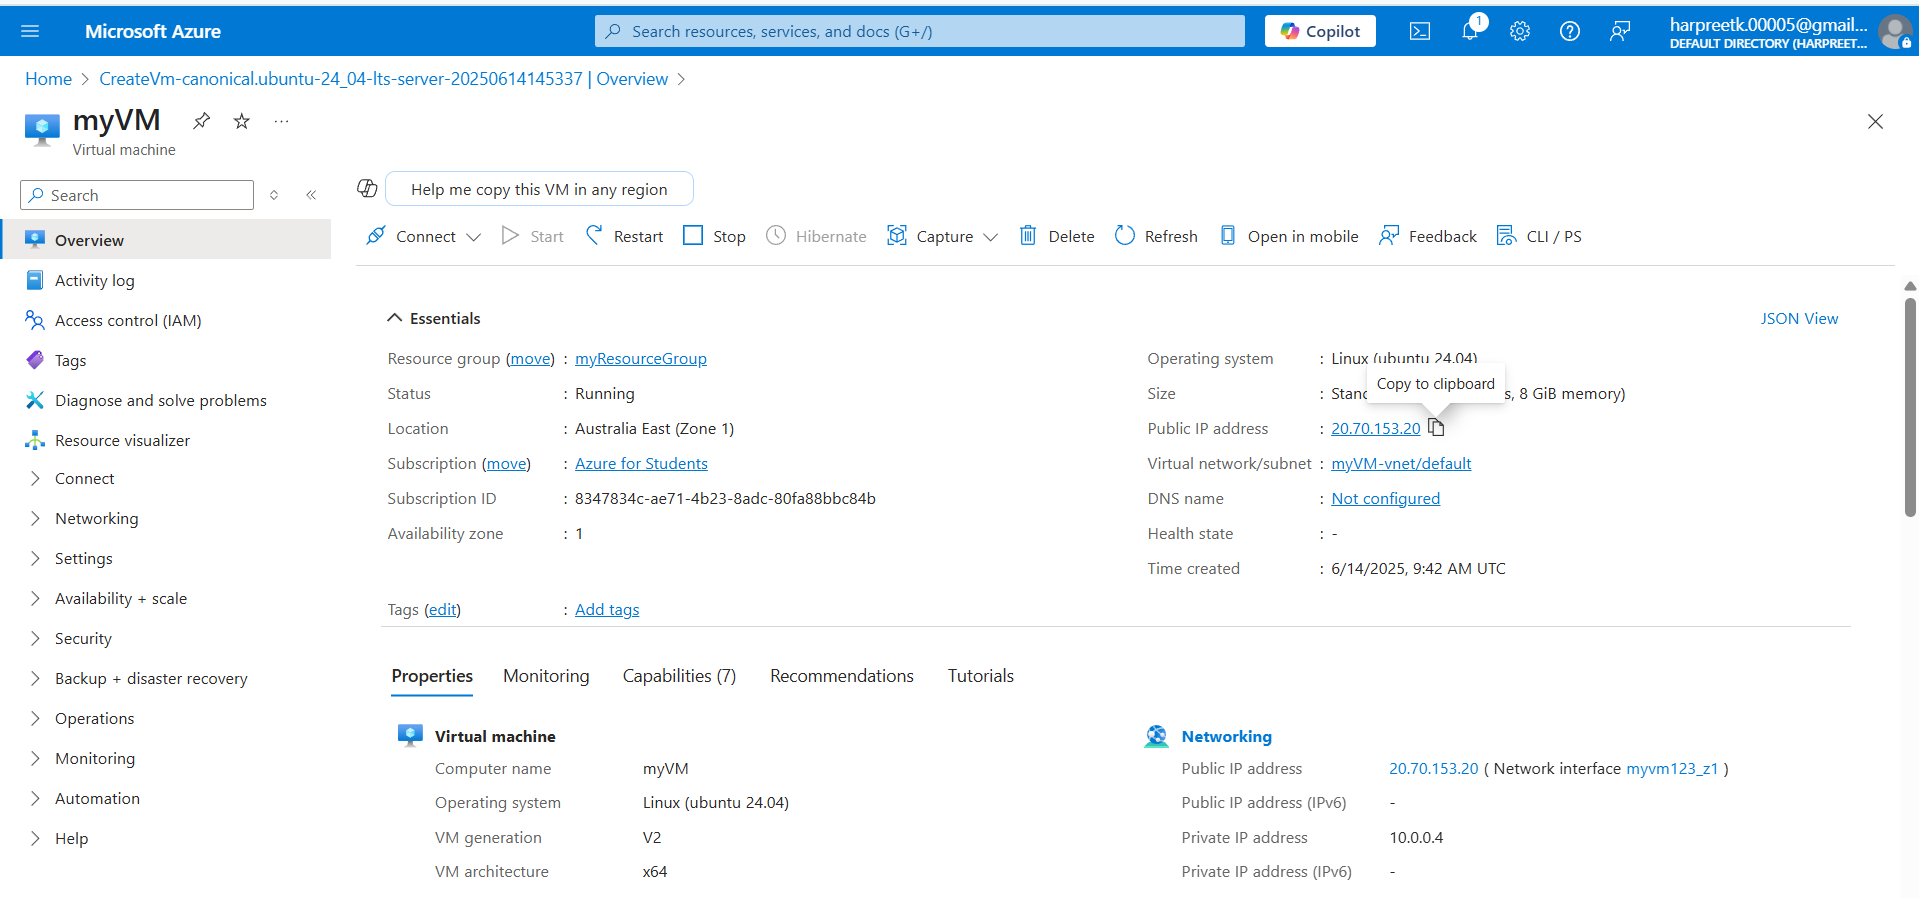 Microsoft Azure
Search resources, services, and docs (G+/)
Copilot
1
harpreetk.00005@gmail...
DEFAULT DIRECTORY (HARPREET...
Home > CreateVm-canonical.ubuntu-24_04-lts-server-20250614145337 | Overview >
myVM
...
Virtual machine
Search
Help me copy this VM in any region
Connect Start Restart Stop Hibernate Capture Delete Refresh Open in mobile Feedback CLI / PS
Overview
Activity log
Access control (IAM)
Tags
Diagnose and solve problems
Resource visualizer
Connect
Networking
Settings
Availability + scale
Security
Backup + disaster recovery
Operations
Monitoring
Automation
Help
Essentials
JSON View
Resource group (move) : myResourceGroup
Status : Running
Location : Australia East (Zone 1)
Subscription (move) : Azure for Students
Subscription ID : 8347834c-ae71-4b23-8adc-80fa88bbc84b
Availability zone : 1
Operating system : Linux (ubuntu 24.04)
Copy to clipboard
Size : , 8 GiB memory)
Public IP address : 20.70.153.20
Virtual network/subnet : myVM-vnet/default
DNS name : Not configured
Health state : -
Time created : 6/14/2025, 9:42 AM UTC
Tags (edit) : Add tags
Properties Monitoring Capabilities (7) Recommendations Tutorials
Virtual machine
Computer name myVM
Operating system Linux (ubuntu 24.04)
VM generation V2
VM architecture x64
Networking
Public IP address 20.70.153.20 ( Network interface myvm123_z1 )
Public IP address (IPv6) -
Private IP address 10.0.0.4
Private IP address (IPv6) -